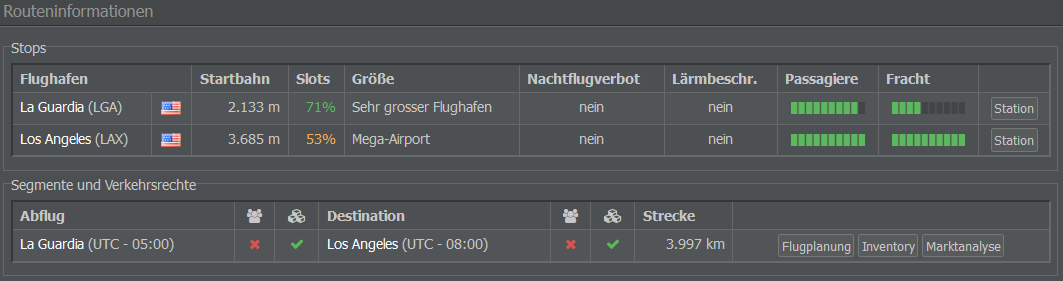 Routeninformationen
Stops
Flughafen Startbahn Slots Größe Nachtflugverbot Lärmbeschr. Passagiere Fracht
La Guardia (LGA) 2.133 m 71% Sehr grosser Flughafen nein nein Station
Los Angeles (LAX) 3.685 m 53% Mega-Airport nein nein Station
Segmente und Verkehrsrechte
Abflug Destination Strecke
La Guardia (UTC - 05:00) Los Angeles (UTC - 08:00) 3.997 km Flugplanung Inventory Marktanalyse